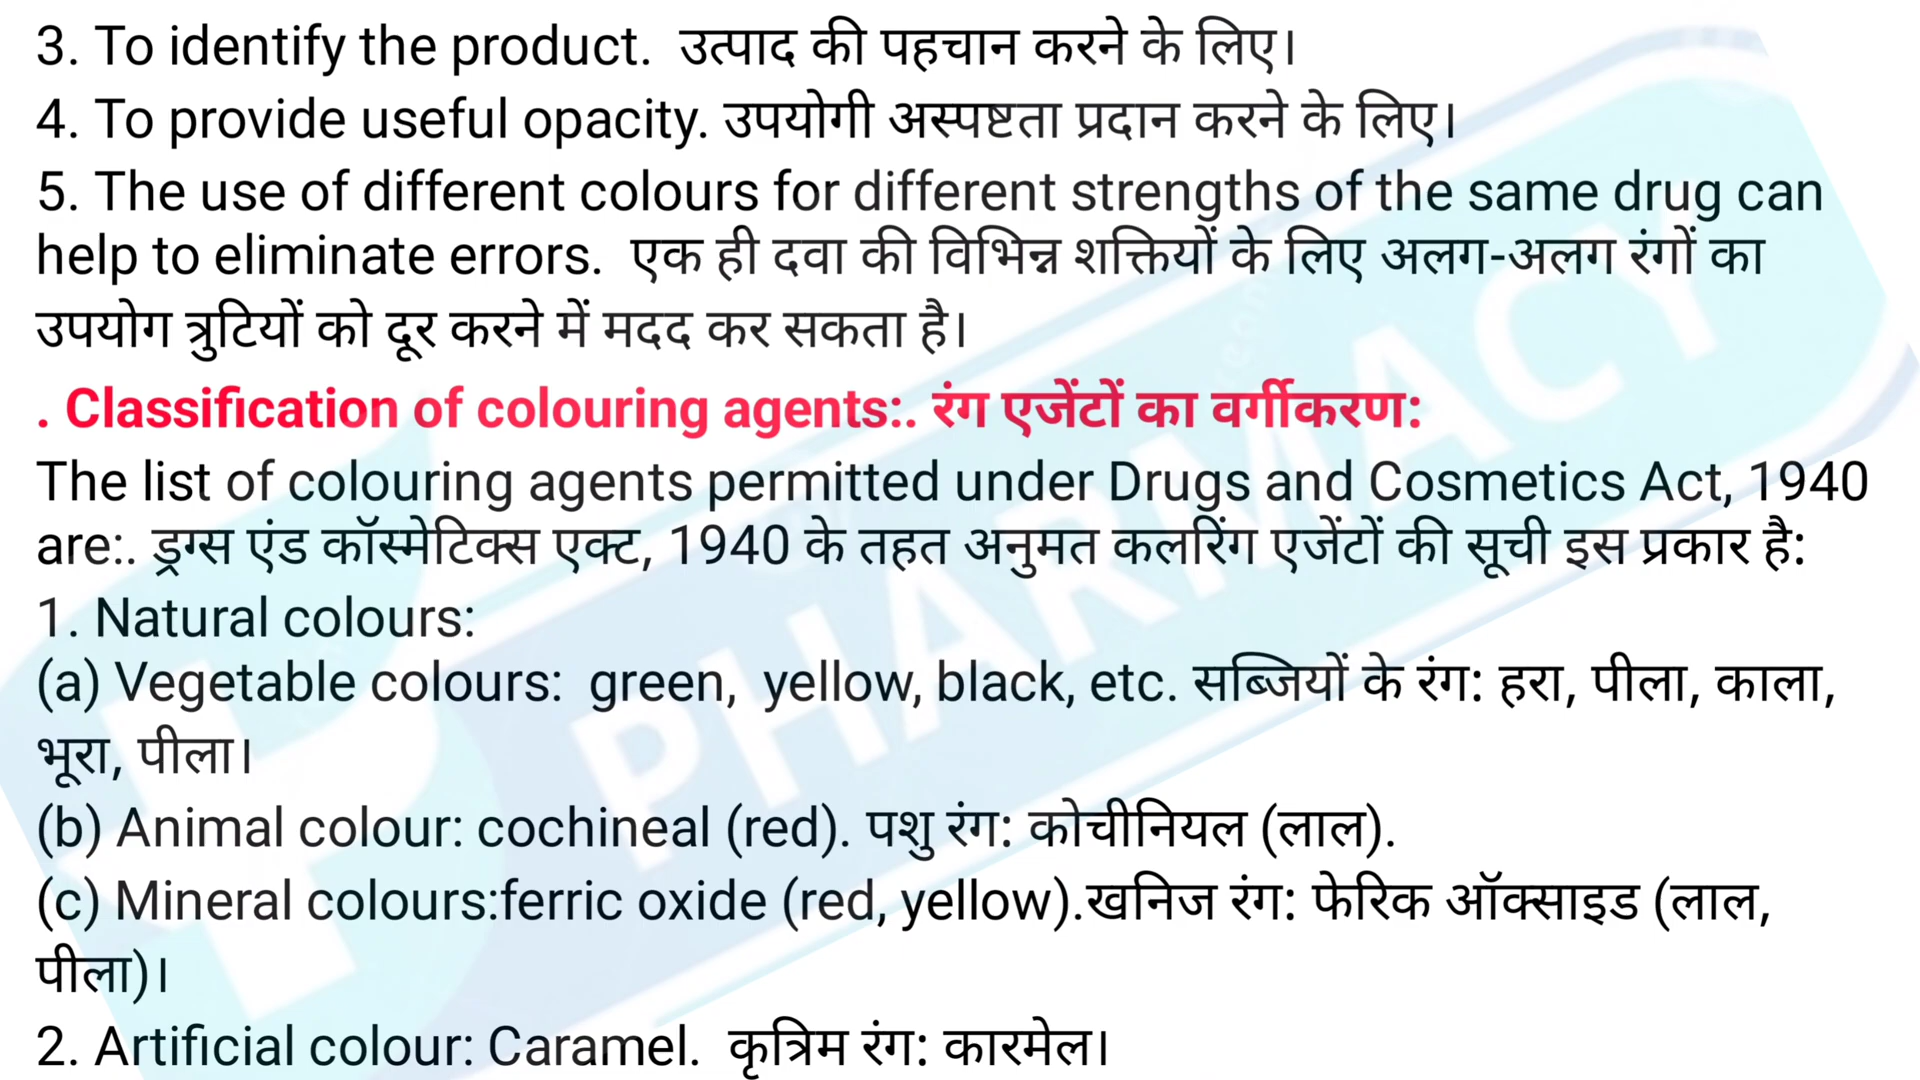 3. To identify the product. उत्पाद की पहचान करने के लिए।
4. To provide useful opacity. उपयोगी अस्पष्टता प्रदान करने के लिए।
5. The use of different colours for different strengths of the same drug can
help to eliminate errors. एक ही दवा की विभिन्न शक्तियों के लिए अलग-अलग रंगों का
उपयोग त्रुटियों को दूर करने में मदद कर सकता है।
. Classification of colouring agents:. रंग एजेंटों का वर्गीकरण:
The list of colouring agents permitted under Drugs and Cosmetics Act, 1940
are:. ड्रग्स एंड कॉस्मेटिक्स एक्ट, 1940 के तहत अनुमत कलरिंग एजेंटों की सूची इस प्रकार है:
1. Natural colours:
(a) Vegetable colours: green, yellow, black, etc. सब्जियों के रंग: हरा, पीला, काला,
भूरा, पीला।
(b) Animal colour: cochineal (red). पशु रंग: कोचीनियल (लाल).
(c) Mineral colours:ferric oxide (red, yellow).खनिज रंग: फेरिक ऑक्साइड (लाल,
पीला)।
2. Artificial colour: Caramel. कृत्रिम रंग: कारमेल।
PHARMACY